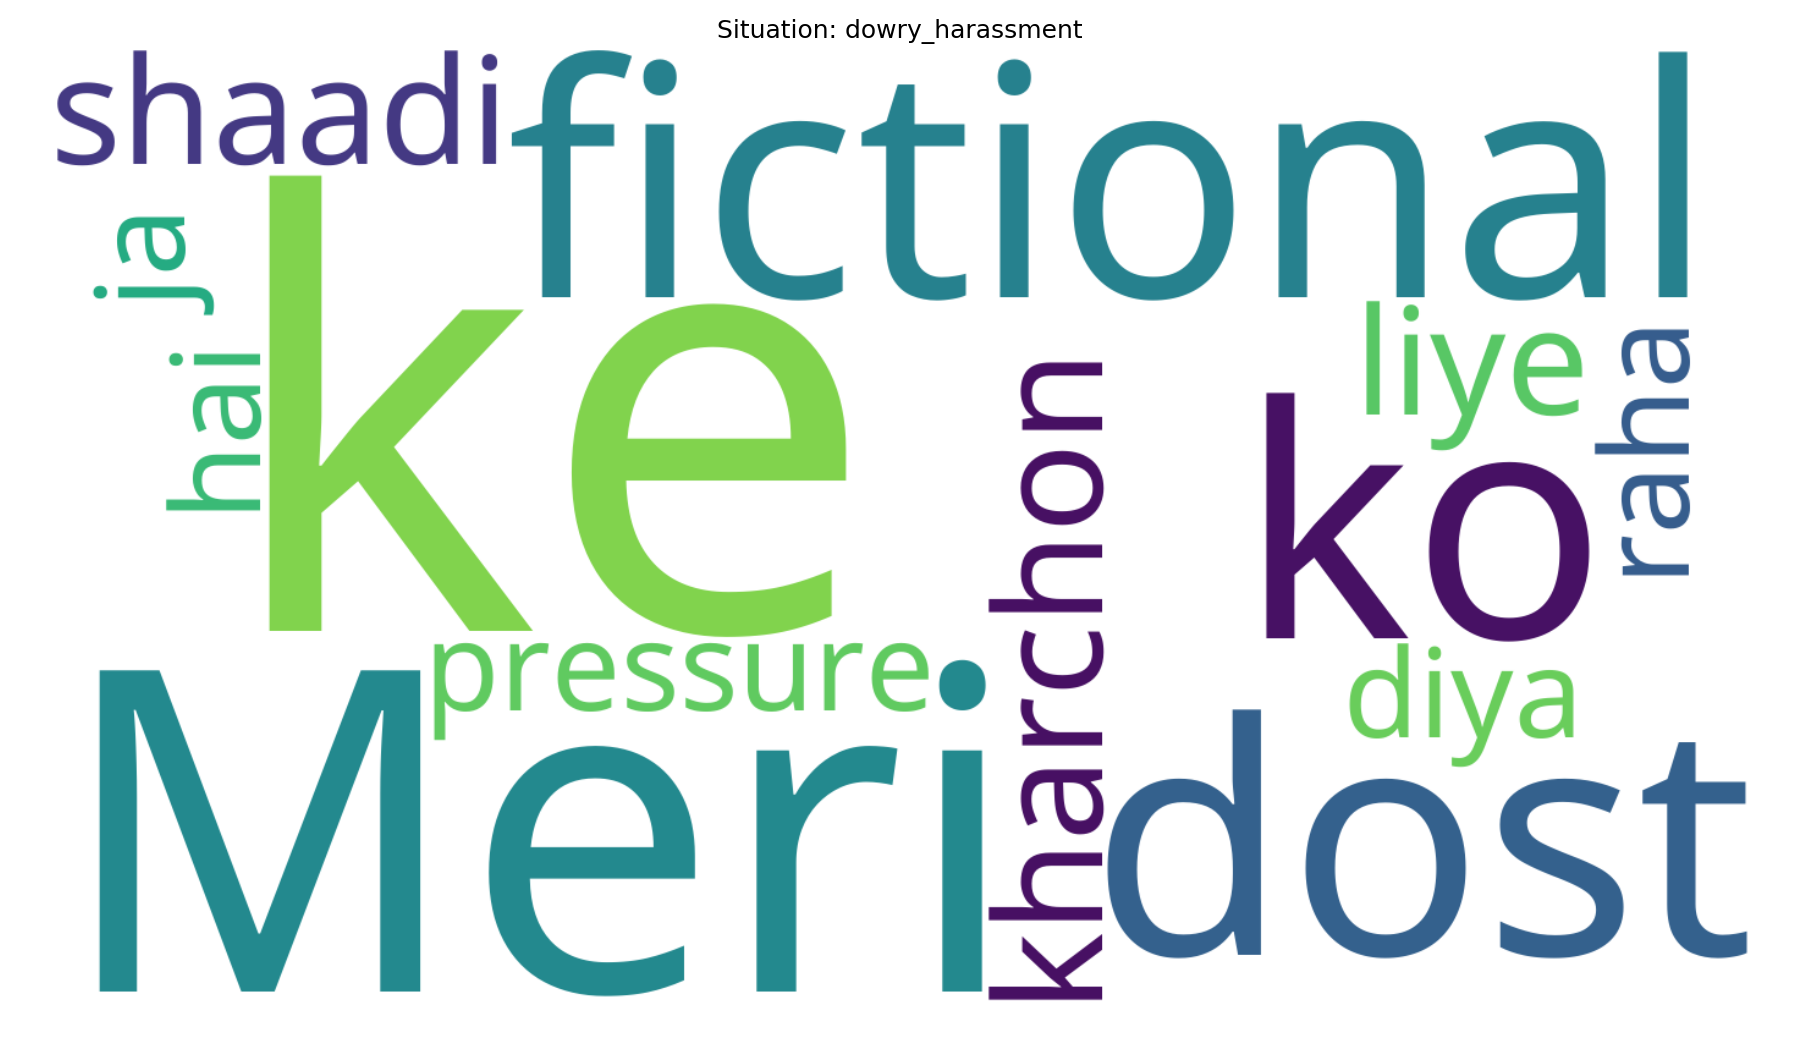 Situation: dowry_harassment
shaadi
fictional
ja
hai
ke
liye
raha
kharchon
ko
pressure
diya
Meri
dost